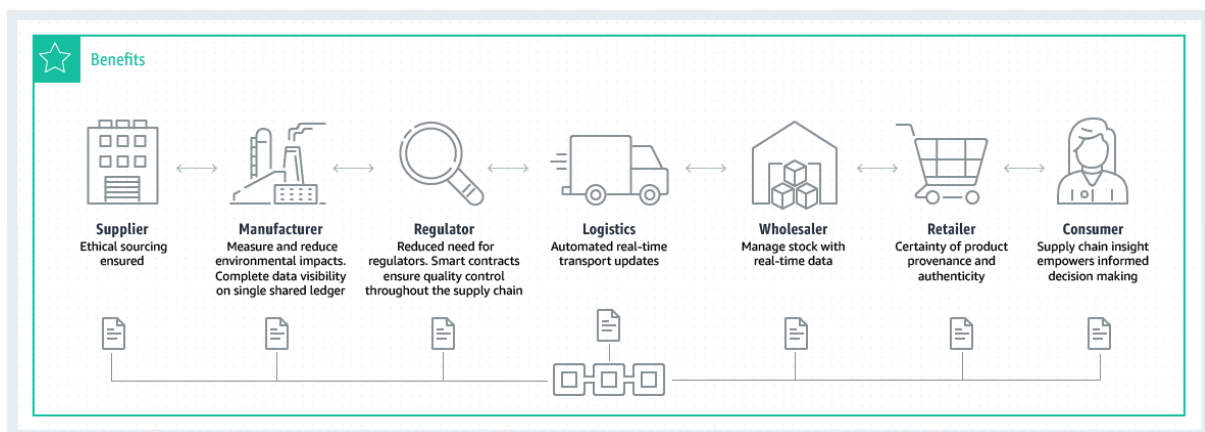 Benefits
Supplier
Ethical sourcing
ensured
Manufacturer
Measure and reduce
environmental impacts.
Complete data visibility
on single shared ledger
Regulator
Reduced need for
regulators. Smart contracts
ensure quality control
throughout the supply chain
Logistics
Automated real-time
transport updates
Wholesaler
Manage stock with
real-time data
Retailer
Certainty of product
provenance and
authenticity
Consumer
Supply chain insight
empowers informed
decision making